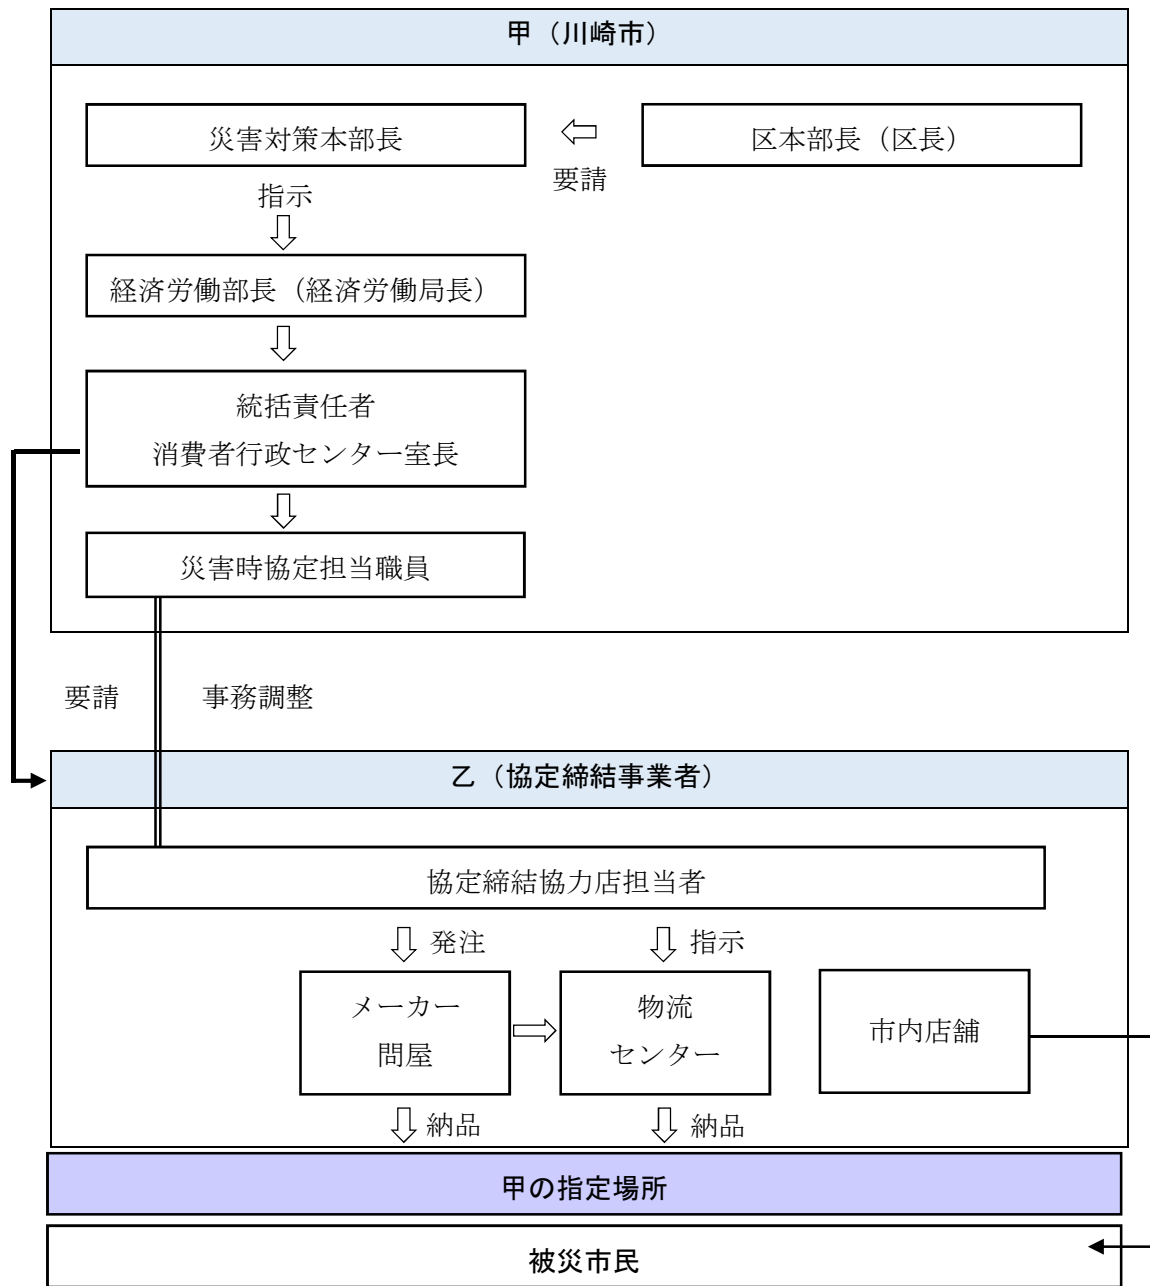 甲（川崎市）
災害対策本部長
区本部長（区長）
要請
指示
経済労働部長（経済労働局長）
統括責任者
消費者行政センター室長
災害時協定担当職員
要請
事務調整
乙（協定締結事業者）
協定締結協力店担当者
発注
指示
メーカー
問屋
物流
センター
市内店舗
納品
納品
甲の指定場所
被災市民